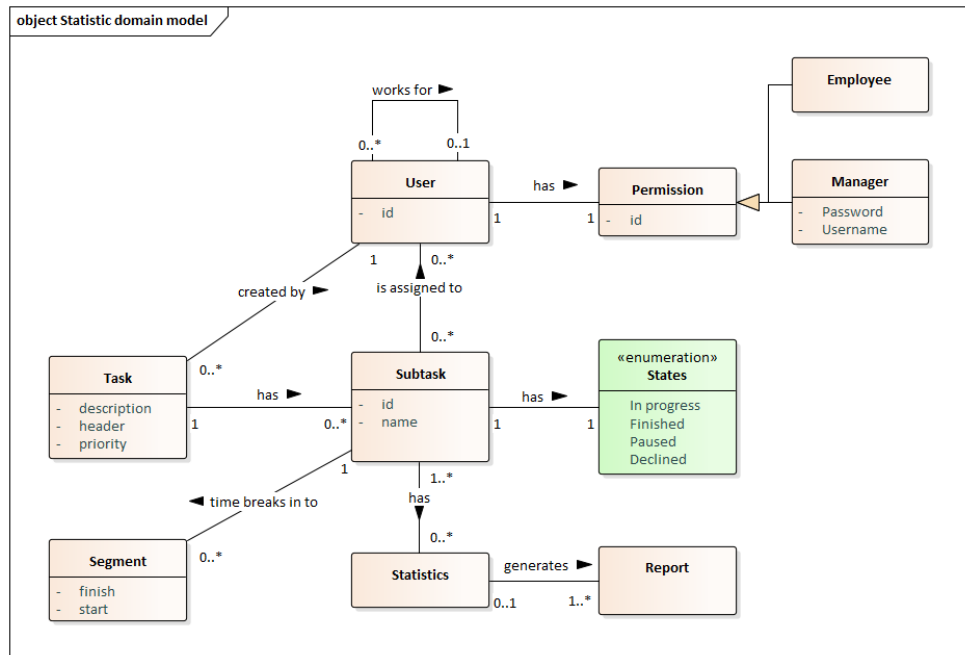 object Statistic domain model
Employee
works for
0..*
0..1
User
- id
has
1
1
Permission
- id
Manager
- Password
- Username
1
0..*
created by
is assigned to
0..*
0..*
Task
- description
- header
- priority
has
1
0..*
Subtask
- id
- name
has
1
1
«enumeration»
States
In progress
Finished
Paused
Declined
1
1..*
time breaks in to
has
0..*
0..*
Segment
- finish
- start
Statistics
generates
0..1
1..*
Report